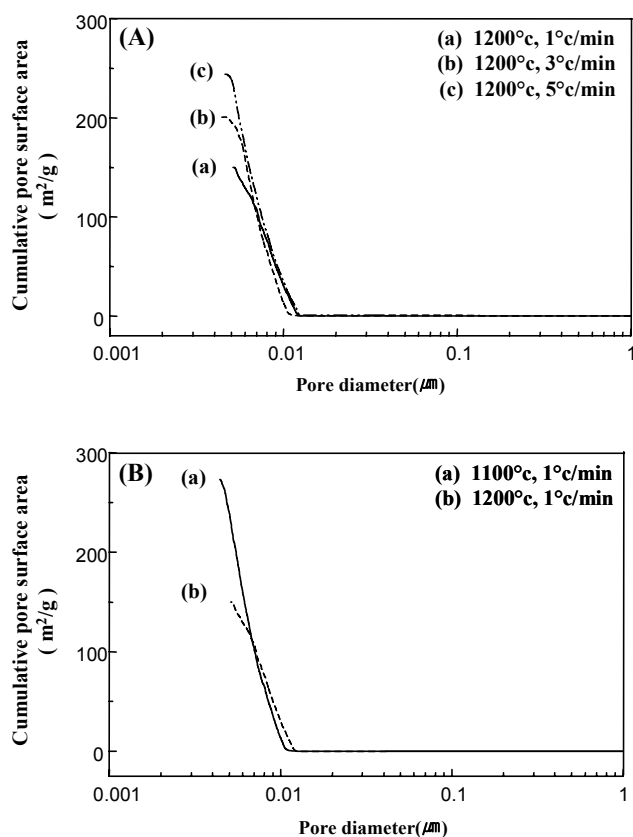 (A)
(a) 1200°c, 1°c/min
(b) 1200°c, 3°c/min
(c) 1200°c, 5°c/min
300
200
100
0
(c)
(b)
(a)
Cumulative pore surface area
( m²/g )
0.001
0.01
0.1
1
Pore diameter(㎛)
(B)
(a) 1100°c, 1°c/min
(b) 1200°c, 1°c/min
300
200
100
0
(a)
(b)
Cumulative pore surface area
( m²/g )
0.001
0.01
0.1
1
Pore diameter(㎛)